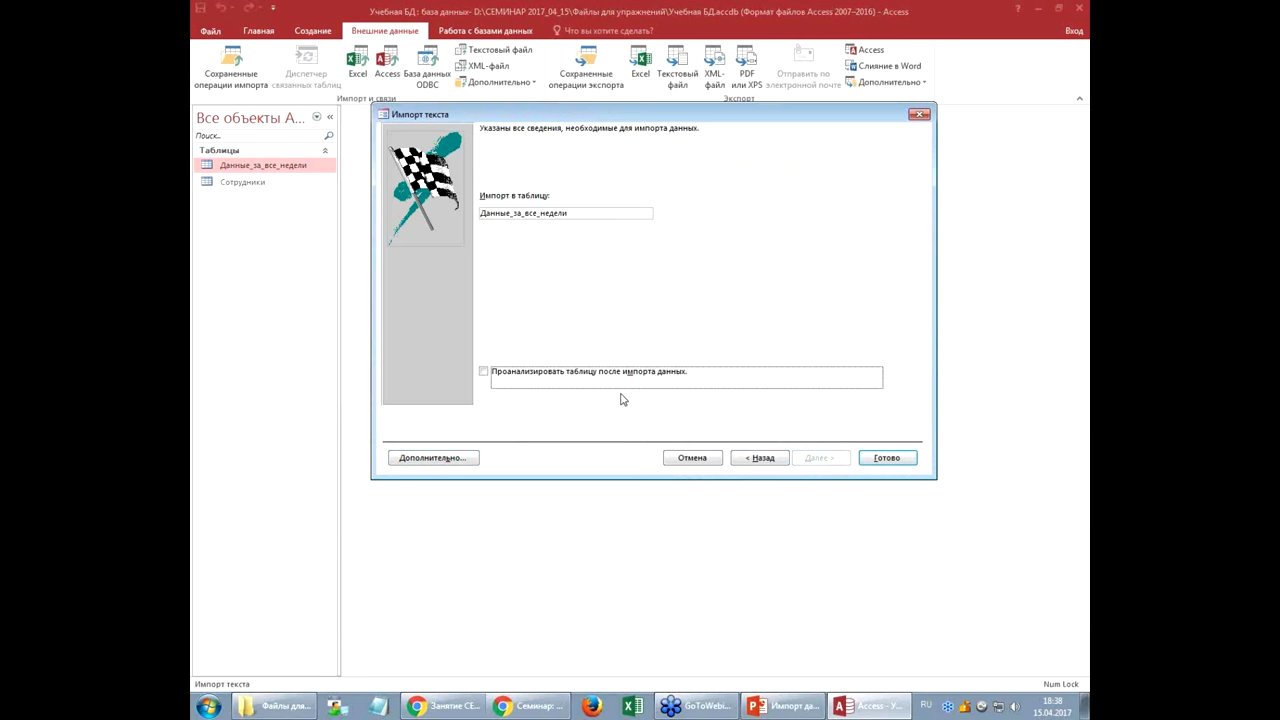 Учебная БД : база данных- D:\СЕМИНАР 2017_04_15\Файлы для упражнений\Учебная БД.accdb (Формат файлов Access 2007–2016) - Access
Файл Главная Создание Внешние данные Работа с базами данных Что вы хотите сделать? Вход
Сохраненные операции импорта
Диспетчер связанных таблиц
Excel
Access
База данных ODBC
Текстовый файл
XML-файл
Дополнительно
Импорт и связи
Сохраненные операции экспорта
Excel
Текстовый файл
XML-файл
PDF или XPS
Отправить по электронной почте
Access
Слияние в Word
Дополнительно
Экспорт
Все объекты A...
Поиск...
Таблицы
Данные_за_все_недели
Сотрудники
Импорт текста
Указаны все сведения, необходимые для импорта данных.
Импорт в таблицу:
Данные_за_все_недели
Проанализировать таблицу после импорта данных.
Дополнительно... Отмена < Назад Далее > Готово
Импорт текста Num Lock
Файлы для... Занятие СЕ... Семинар: ... GoToWebi... Импорт да... Access - У... RU 18:38
15.04.2017